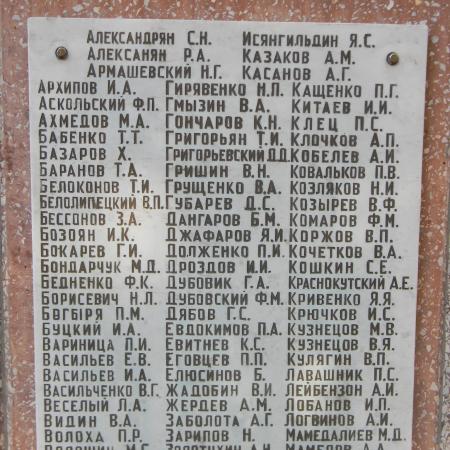 Александрян С.Н. Исянгильдин Я.С.
Алексанян Р.А. Казаков А.М.
Армашевский Н.Г. Касанов А.Г.
Архипов И.А. Гирявенко Н.П. Кащенко П.Г.
Аскольский Ф.П. Гмызин В.А. Китаев И.И.
Ахмедов М.А. Гончаров К.Н. Клец П.С.
Бабенко Т.Т. Григорьян Т.И. Клочков А.П.
Базаров Х. Григорьевский Д.Д. Кобелев А.И.
Баранов Т.А. Гришин В.Н. Ковальков П.В.
Белоконов Т.И. Грущенко В.А. Козляков Н.И.
Белолипецкий В.П. Губарев Д.С. Козырев В.Ф.
Бессонов З.А. Дангаров Б.М. Комаров Ф.М.
Бозоян И.К. Джафаров Я.И. Коржов В.П.
Бокарев Г.И. Долженко П.И. Кочетков В.А.
Бондарчук М.Д. Дроздов И.И. Кошкин С.Е.
Бедненко Ф.К. Дубовик Г.А. Краснокутский А.Е.
Борисевич Н.Л. Дубовский Ф.М. Кривенко Я.Я.
Богыря П.М. Дябов Г.С. Крючков И.С.
Буцкий И.А. Евдокимов П.А. Кузнецов М.В.
Вариница П.И. Евитнев К.С. Кузнецов В.Я.
Васильев Е.В. Еговцев П.П. Кулягин В.П.
Васильев И.А. Елюсинов Б. Лавашник П.С.
Васильченко В.Г. Жадобин В.И. Лейбензон А.И.
Веселый Л.А. Жердев А.М. Лобанов И.П.
Видин В.А. Заболота А.Г. Логвинов А.И.
Волоха П.Р. Зарипов Н. Мамедалиев М.Д.